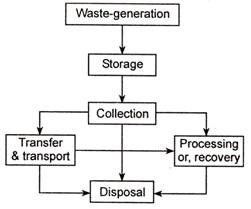 Waste-generation
Storage
Collection
Transfer
& transport
Processing
or, recovery
Disposal